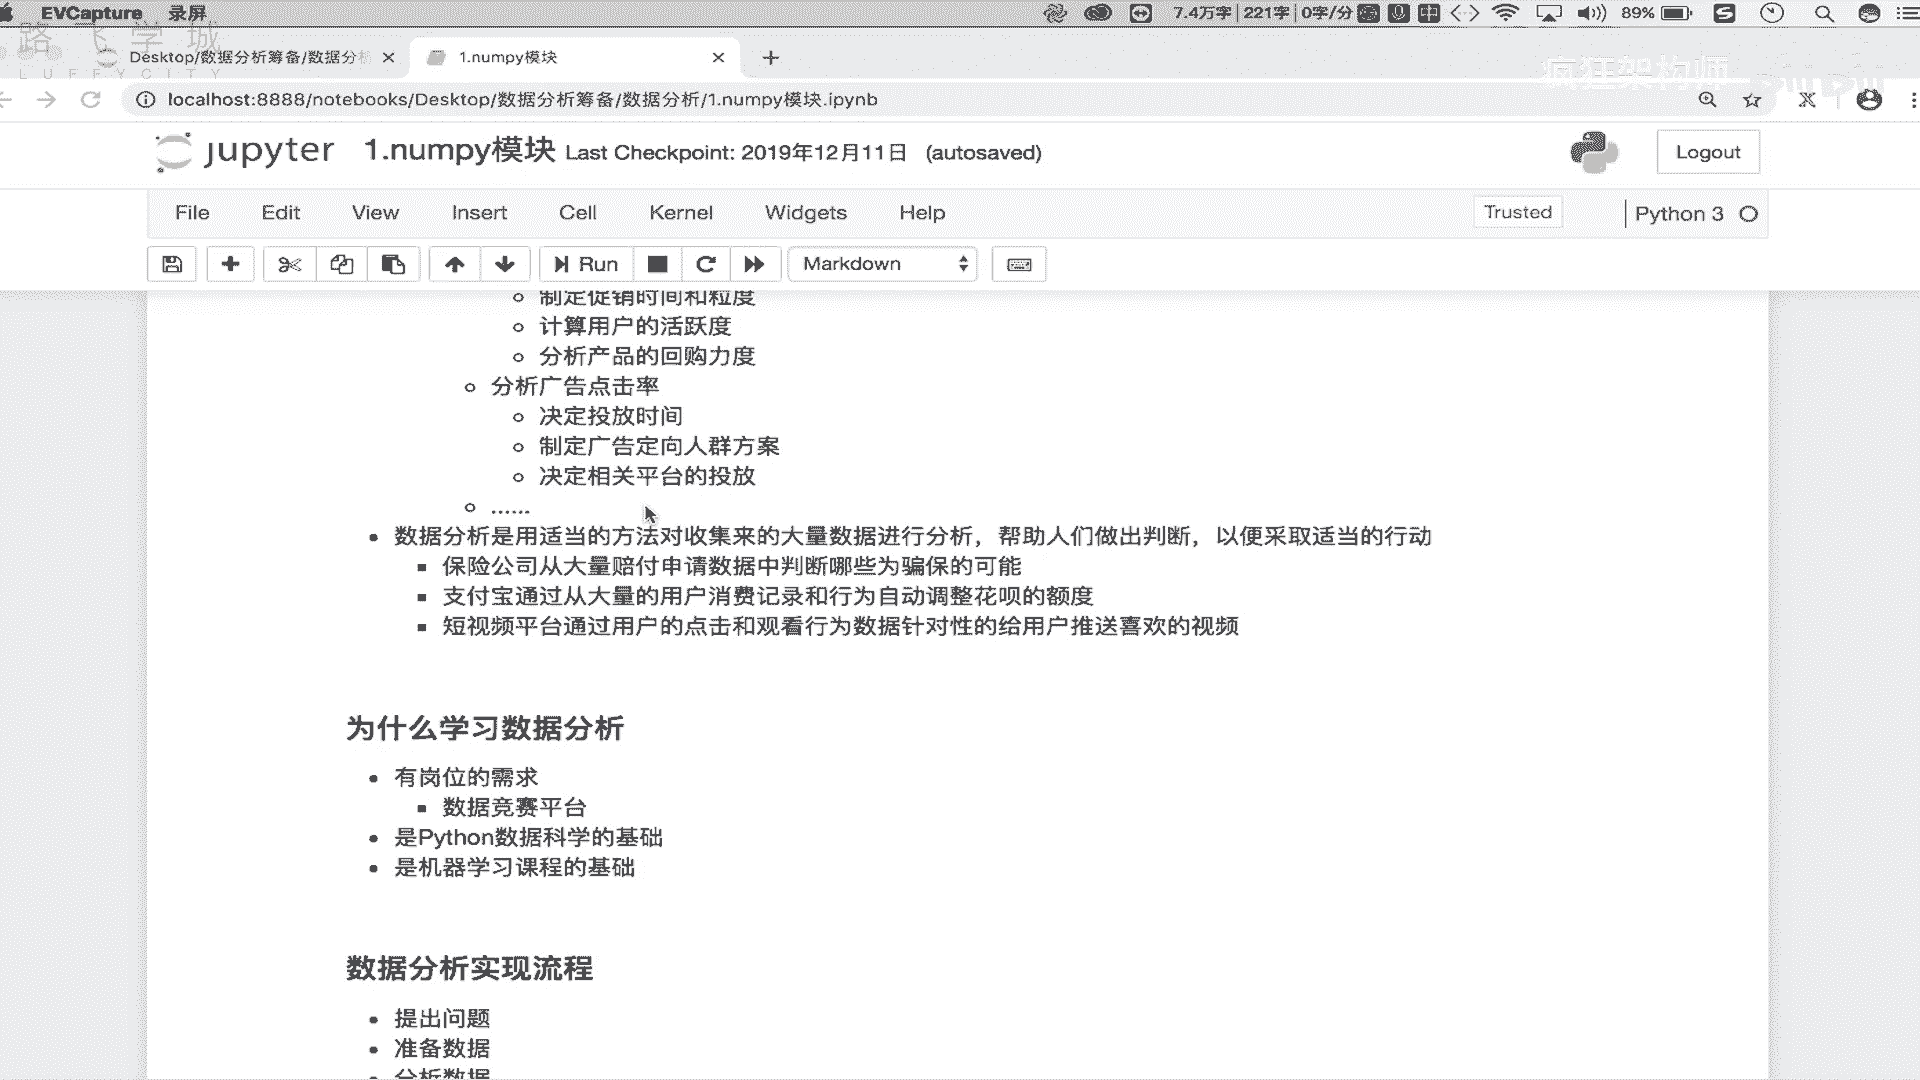 EVCapture 录屏 7.4万字 221字 0字/分 中 89%
路飞学城
LUFFYCITY
Desktop/数据分析筹备/数据分析 1.numpy模块
疯狂架构师
localhost:8888/notebooks/Desktop/数据分析筹备/数据分析/1.numpy模块.ipynb
jupyter 1.numpy模块 Last Checkpoint: 2019年12月11日 (autosaved) Logout
File Edit View Insert Cell Kernel Widgets Help Trusted Python 3
Run Markdown
制定促销时间和粒度
计算用户的活跃度
分析产品的回购力度
分析广告点击率
决定投放时间
制定广告定向人群方案
决定相关平台的投放
......
数据分析是用适当的方法对收集来的大量数据进行分析，帮助人们做出判断，以便采取适当的行动
保险公司从大量赔付申请数据中判断哪些为骗保的可能
支付宝通过从大量的用户消费记录和行为自动调整花呗的额度
短视频平台通过用户的点击和观看行为数据针对性的给用户推送喜欢的视频
为什么学习数据分析
有岗位的需求
数据竞赛平台
是Python数据科学的基础
是机器学习课程的基础
数据分析实现流程
提出问题
准备数据
分析数据